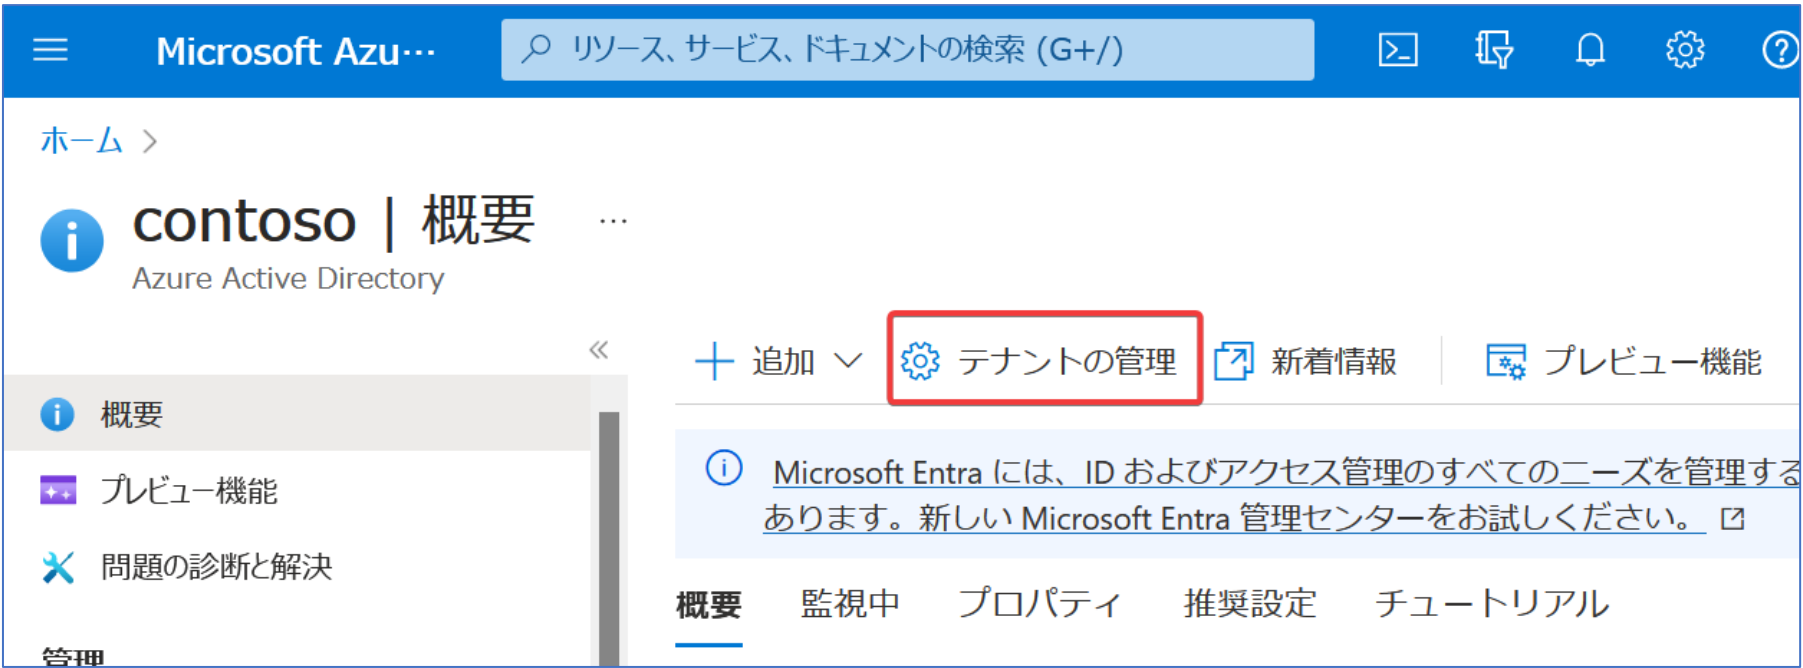 Microsoft Azu…
リソース、サービス、ドキュメントの検索 (G+/)
ホーム
contoso | 概要 …
Azure Active Directory
追加
テナントの管理
新着情報
プレビュー機能
概要
プレビュー機能
問題の診断と解決
管理
Microsoft Entra には、ID およびアクセス管理のすべてのニーズを管理する
あります。新しい Microsoft Entra 管理センターをお試しください。
概要 監視中 プロパティ 推奨設定 チュートリアル